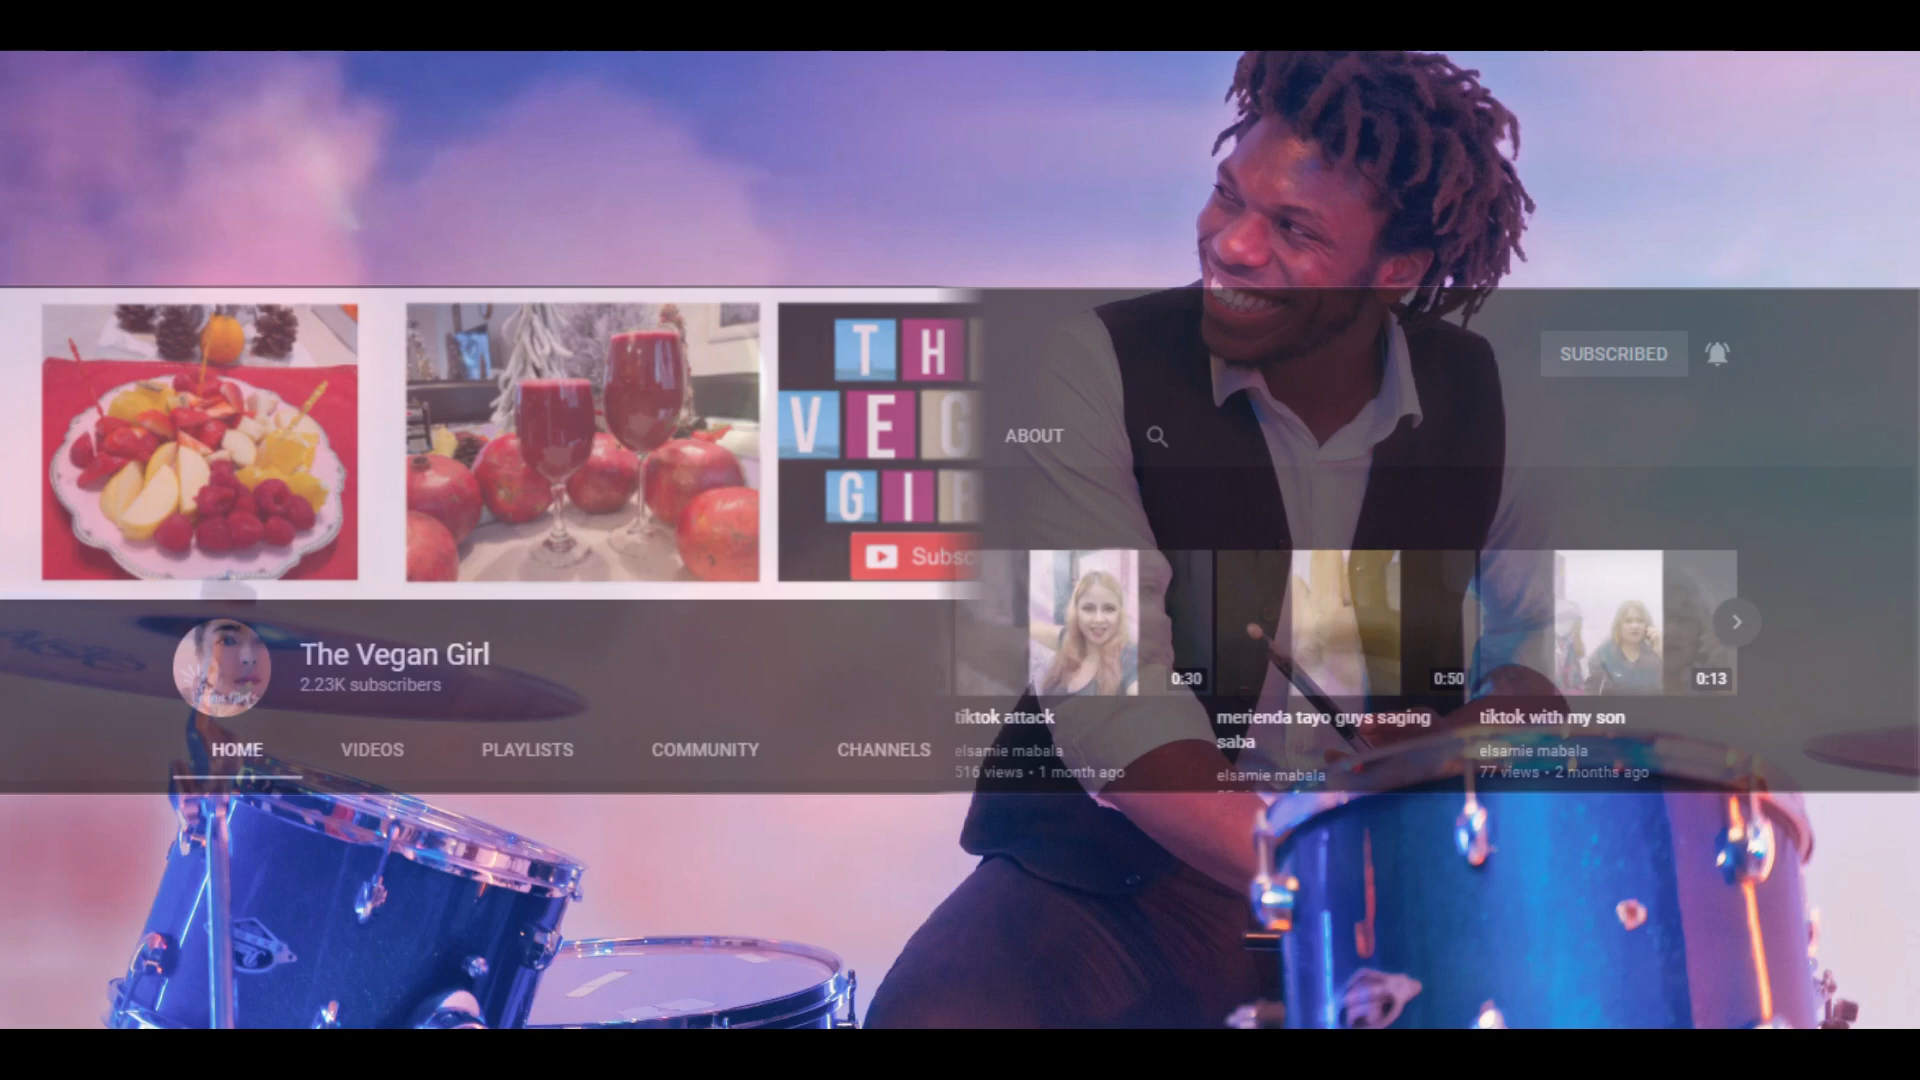 T H
V E G
G I
Subsc
SUBSCRIBED
ABOUT
The Vegan Girl
2.23K subscribers
HOME VIDEOS PLAYLISTS COMMUNITY CHANNELS
0:30
0:50
0:13
tiktok attack
elsamie mabala
516 views • 1 month ago
merienda tayo guys saging
saba
elsamie mabala
tiktok with my son
elsamie mabala
77 views • 2 months ago